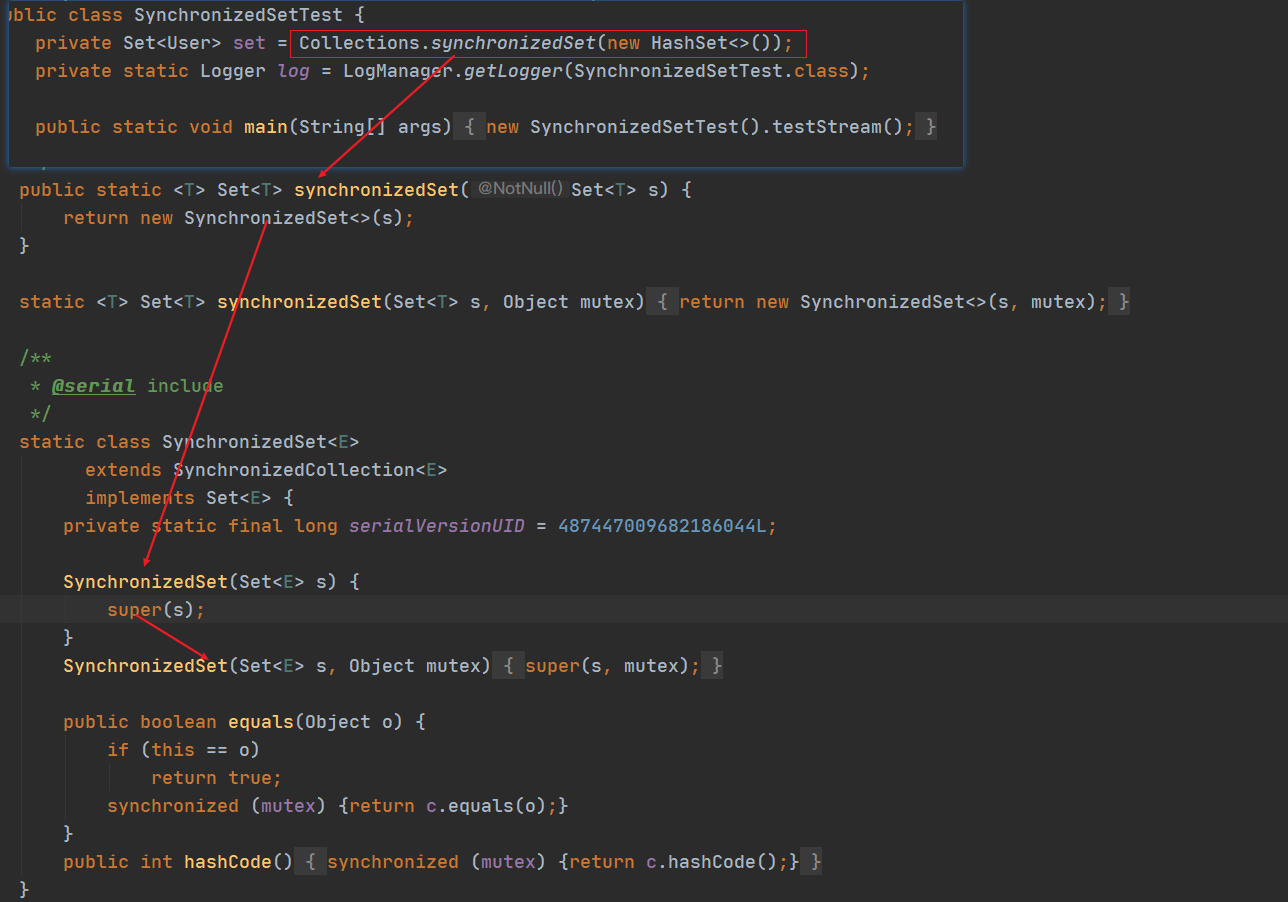 ublic class SynchronizedSetTest {
private Set<User> set = Collections.synchronizedSet(new HashSet<>());
private static Logger log = LogManager.getLogger(SynchronizedSetTest.class);
public static void main(String[] args) { new SynchronizedSetTest().testStream(); }
public static <T> Set<T> synchronizedSet( @NotNull() Set<T> s) {
return new SynchronizedSet<>(s);
}
static <T> Set<T> synchronizedSet(Set<T> s, Object mutex) { return new SynchronizedSet<>(s, mutex); }
/**
* @serial include
*/
static class SynchronizedSet<E>
extends SynchronizedCollection<E>
implements Set<E> {
private static final long serialVersionUID = 487447009682186044L;
SynchronizedSet(Set<E> s) {
super(s);
}
SynchronizedSet(Set<E> s, Object mutex) { super(s, mutex); }
public boolean equals(Object o) {
if (this == o)
return true;
synchronized (mutex) {return c.equals(o);}
}
public int hashCode() { synchronized (mutex) {return c.hashCode();} }
}